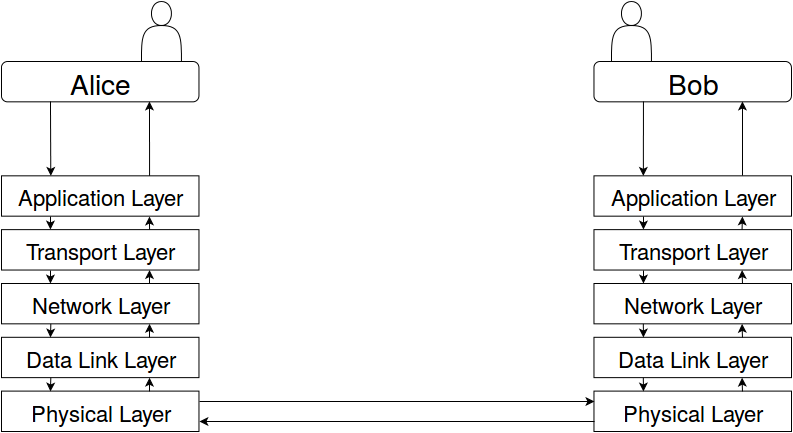 Alice
Bob
Application Layer
Application Layer
Transport Layer
Transport Layer
Network Layer
Network Layer
Data Link Layer
Data Link Layer
Physical Layer
Physical Layer